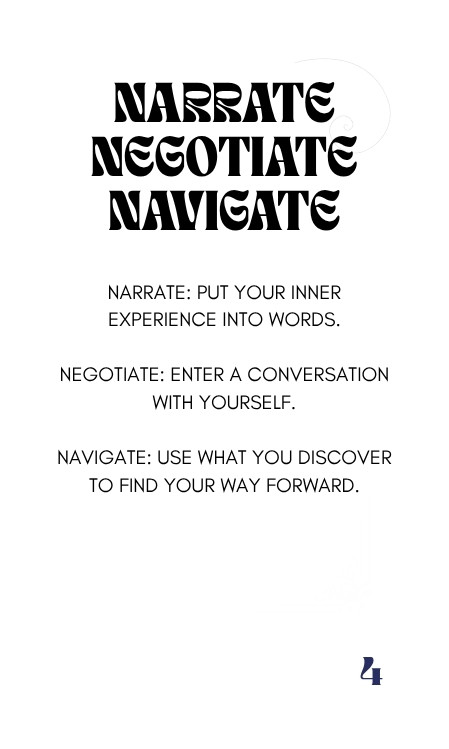 NARRATE
NEGOTIATE
NAVIGATE
NARRATE: PUT YOUR INNER
EXPERIENCE INTO WORDS.
NEGOTIATE: ENTER A CONVERSATION
WITH YOURSELF.
NAVIGATE: USE WHAT YOU DISCOVER
TO FIND YOUR WAY FORWARD.
4